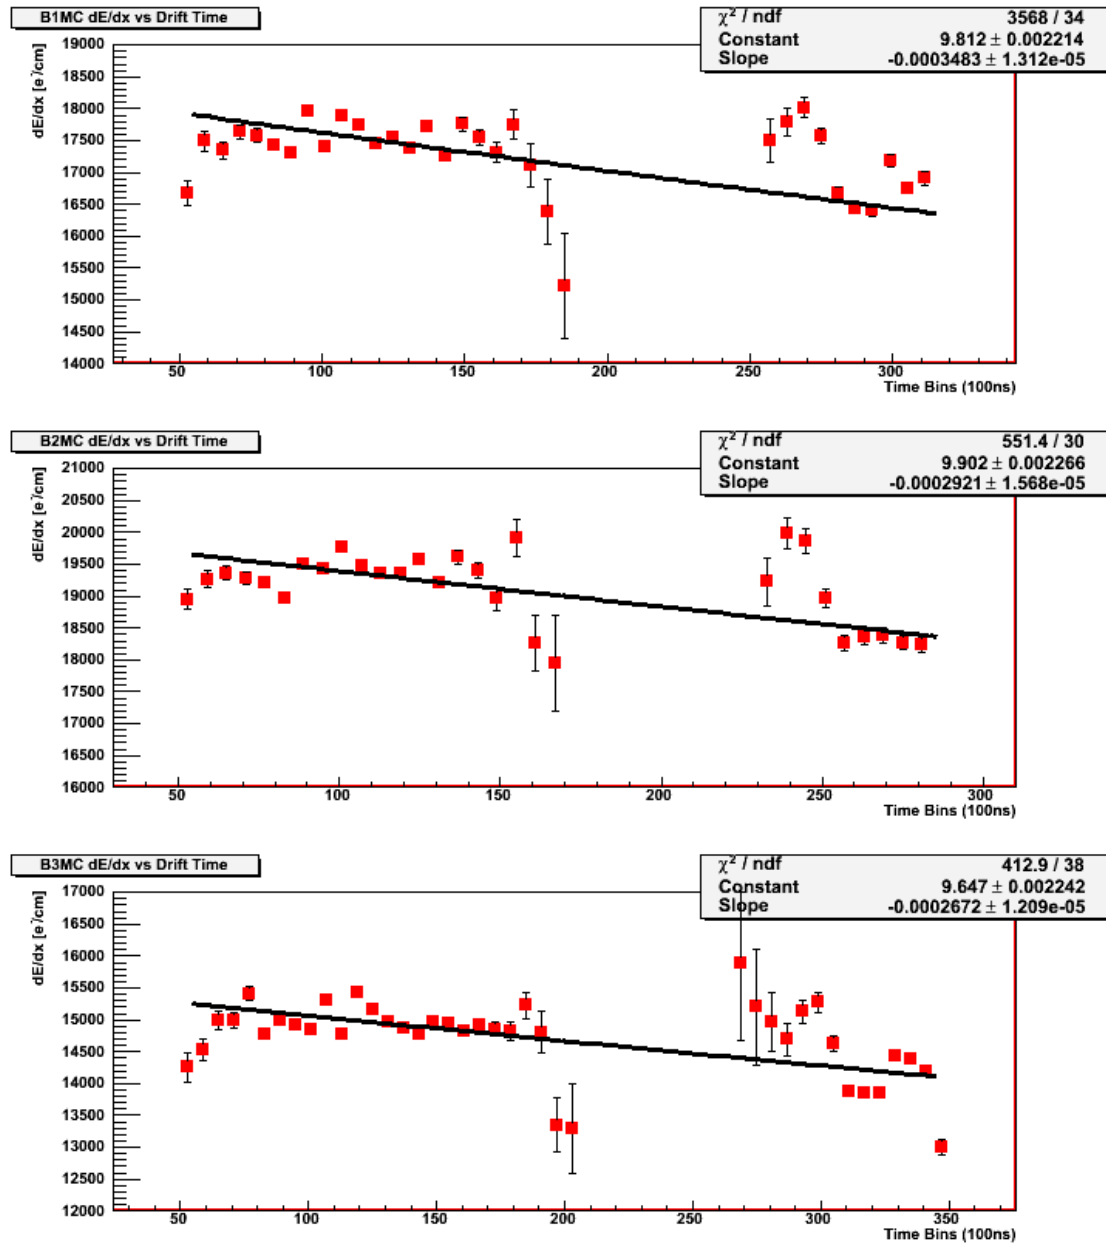 B1MC dE/dx vs Drift Time
χ² / ndf 3568 / 34
Constant 9.812 ± 0.002214
Slope -0.0003483 ± 1.312e-05
dE/dx [e⁻/cm]
19000
18500
18000
17500
17000
16500
16000
15500
15000
14500
14000
50 100 150 200 250 300
Time Bins (100ns)
B2MC dE/dx vs Drift Time
χ² / ndf 551.4 / 30
Constant 9.902 ± 0.002266
Slope -0.0002921 ± 1.568e-05
dE/dx [e⁻/cm]
21000
20500
20000
19500
19000
18500
18000
17500
17000
16500
16000
50 100 150 200 250 300
Time Bins (100ns)
B3MC dE/dx vs Drift Time
χ² / ndf 412.9 / 38
Constant 9.647 ± 0.002242
Slope -0.0002672 ± 1.209e-05
dE/dx [e⁻/cm]
17000
16500
16000
15500
15000
14500
14000
13500
13000
12500
12000
50 100 150 200 250 300 350
Time Bins (100ns)